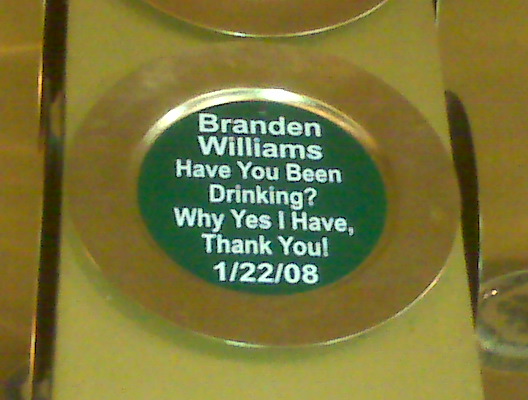 Branden
Williams
Have You Been
Drinking?
Why Yes I Have,
Thank You!
1/22/08